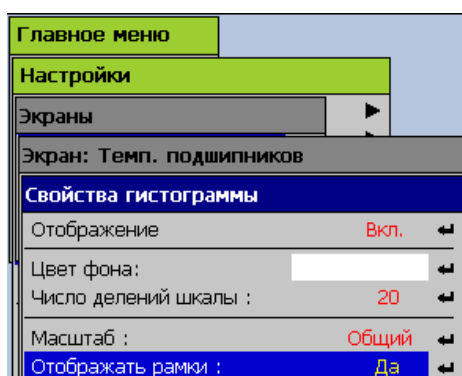 Главное меню
Настройки
Экраны
Экран: Темп. подшипников
Свойства гистограммы
Отображение Вкл.
Цвет фона:
Число делений шкалы : 20
Масштаб : Общий
Отображать рамки : Да